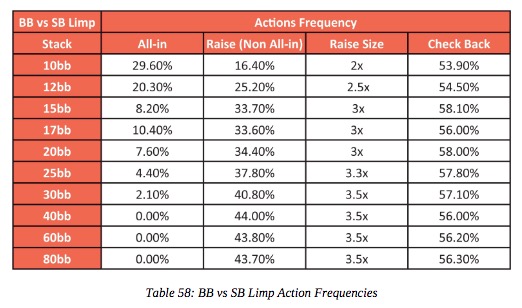 BB vs SB Limp Actions Frequency
Stack All-in Raise (Non All-in) Raise Size Check Back
10bb 29.60% 16.40% 2x 53.90%
12bb 20.30% 25.20% 2.5x 54.50%
15bb 8.20% 33.70% 3x 58.10%
17bb 10.40% 33.60% 3x 56.00%
20bb 7.60% 34.40% 3x 58.00%
25bb 4.40% 37.80% 3.3x 57.80%
30bb 2.10% 40.80% 3.5x 57.10%
40bb 0.00% 44.00% 3.5x 56.00%
60bb 0.00% 43.80% 3.5x 56.20%
80bb 0.00% 43.70% 3.5x 56.30%
Table 58: BB vs SB Limp Action Frequencies